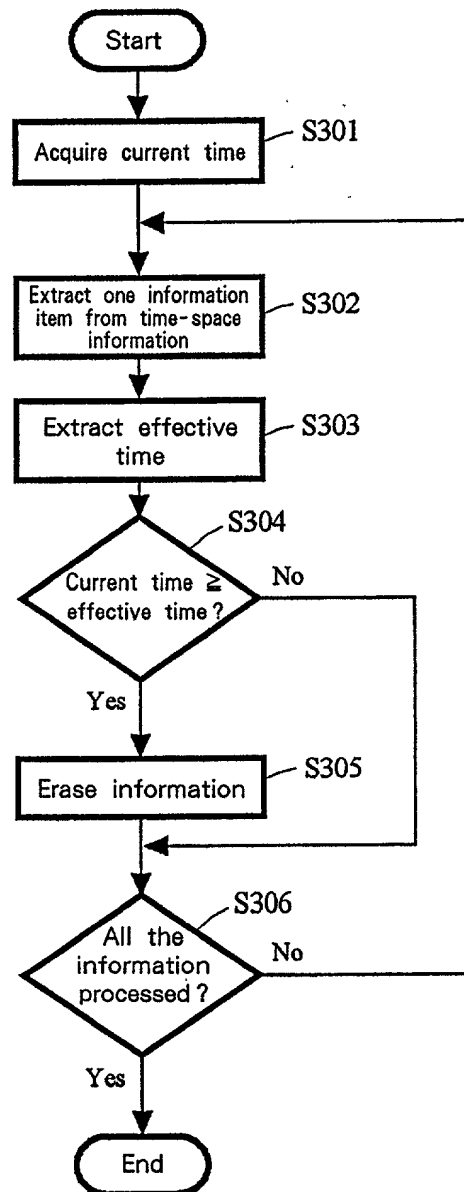 Start
Acquire current time
S301
Extract one information
item from time-space
information
S302
Extract effective
time
S303
S304
Current time ≧
effective time?
No
Yes
Erase information
S305
S306
All the
information
processed?
No
Yes
End